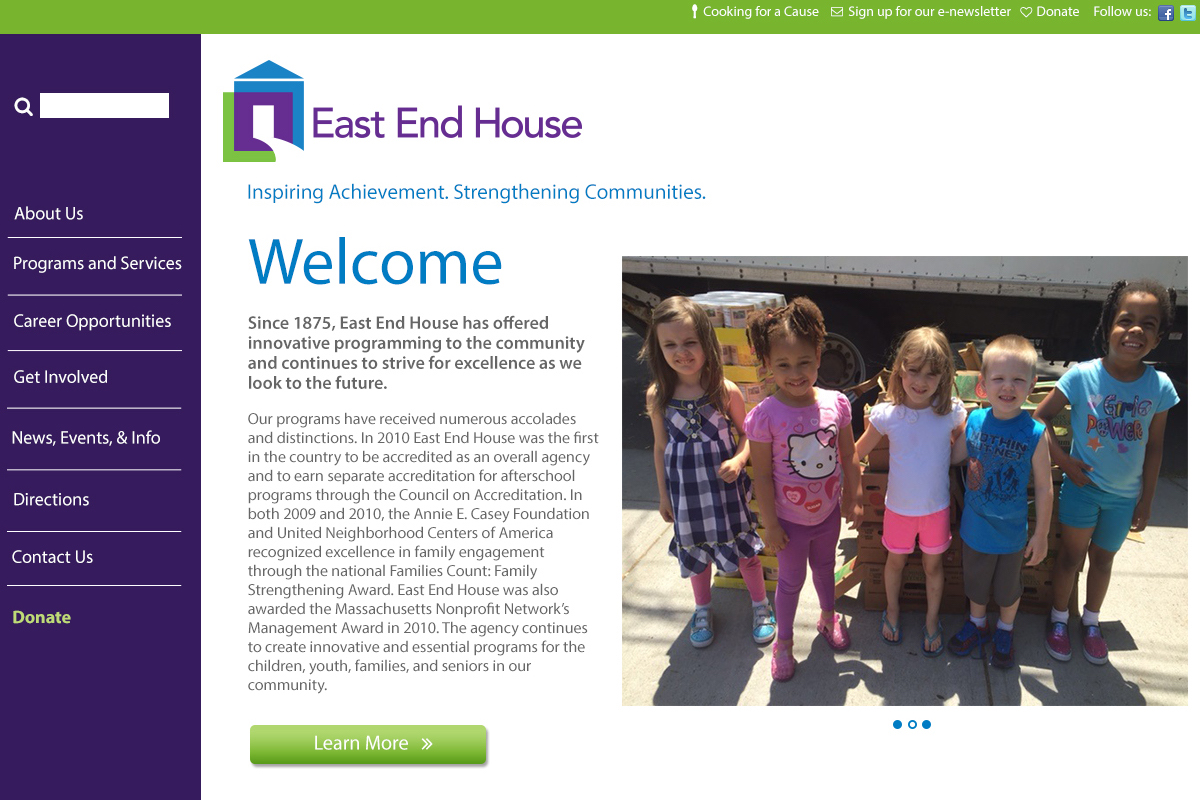 Cooking for a Cause Sign up for our e-newsletter Donate Follow us:
East End House
Inspiring Achievement. Strengthening Communities.
About Us
Programs and Services
Career Opportunities
Get Involved
News, Events, & Info
Directions
Contact Us
Donate
Welcome
Since 1875, East End House has offered
innovative programming to the community
and continues to strive for excellence as we
look to the future.
Our programs have received numerous accolades
and distinctions. In 2010 East End House was the first
in the country to be accredited as an overall agency
and to earn separate accreditation for afterschool
programs through the Council on Accreditation. In
both 2009 and 2010, the Annie E. Casey Foundation
and United Neighborhood Centers of America
recognized excellence in family engagement
through the national Families Count: Family
Strengthening Award. East End House was also
awarded the Massachusetts Nonprofit Network’s
Management Award in 2010. The agency continues
to create innovative and essential programs for the
children, youth, families, and seniors in our
community.
Learn More
NOTHIN
BUT NET
GiRLS
POWER